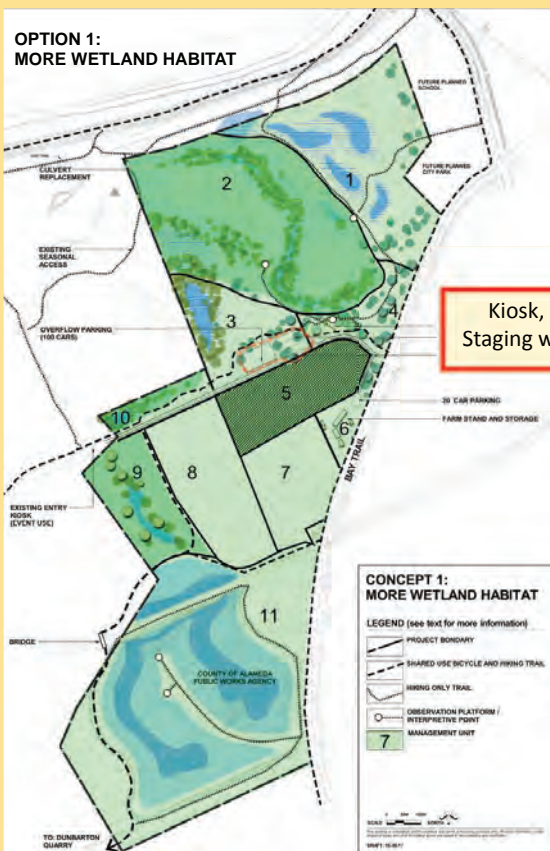 OPTION 1:
MORE WETLAND HABITAT
FUTURE PLANNED
SCHOOL
FUTURE PLANNED
CITY PARK
CULVERT
REPLACEMENT
1
2
EXISTING
SEASONAL
ACCESS
OVERFLOW PARKING
(100 CARS)
3
4
Kiosk,
Staging w
5
20 CAR PARKING
FARM STAND AND STORAGE
6
BAY TRAIL
10
9
8
7
EXISTING ENTRY
KIOSK
(EVENT USE)
BRIDGE
11
COUNTY OF ALAMEDA
PUBLIC WORKS AGENCY
TO: DUNBARTON
QUARRY
CONCEPT 1:
MORE WETLAND HABITAT
LEGEND (see text for more information)
PROJECT BONDARY
SHARED USE BICYCLE AND HIKING TRAIL
HIKING ONLY TRAIL
OBSERVATION PLATFORM /
INTERPRETIVE POINT
7 MANAGEMENT UNIT
SCALE
NORTH